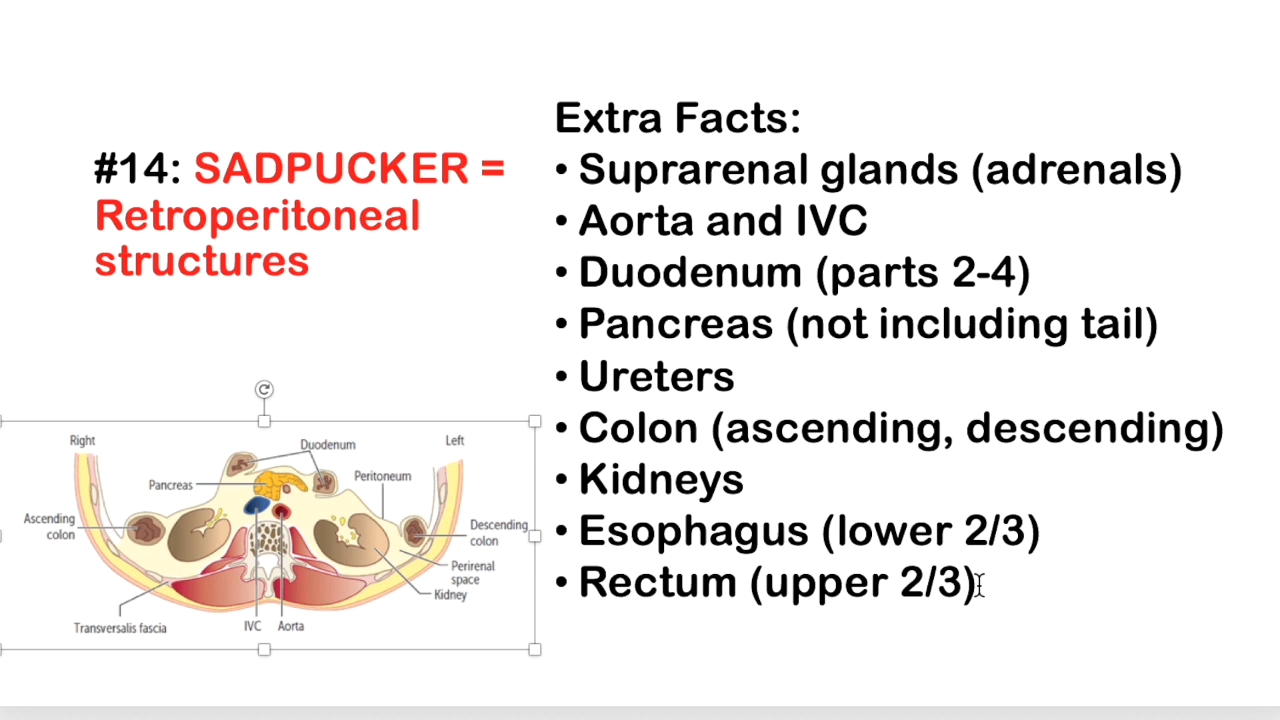 #14: SADPUCKER =
Retroperitoneal
structures
Extra Facts:
• Suprarenal glands (adrenals)
• Aorta and IVC
• Duodenum (parts 2-4)
• Pancreas (not including tail)
• Ureters
• Colon (ascending, descending)
• Kidneys
• Esophagus (lower 2/3)
• Rectum (upper 2/3)
Right
Duodenum
Left
Pancreas
Peritoneum
Ascending
colon
Descending
colon
Perirenal
space
Kidney
Transversalis fascia
IVC
Aorta